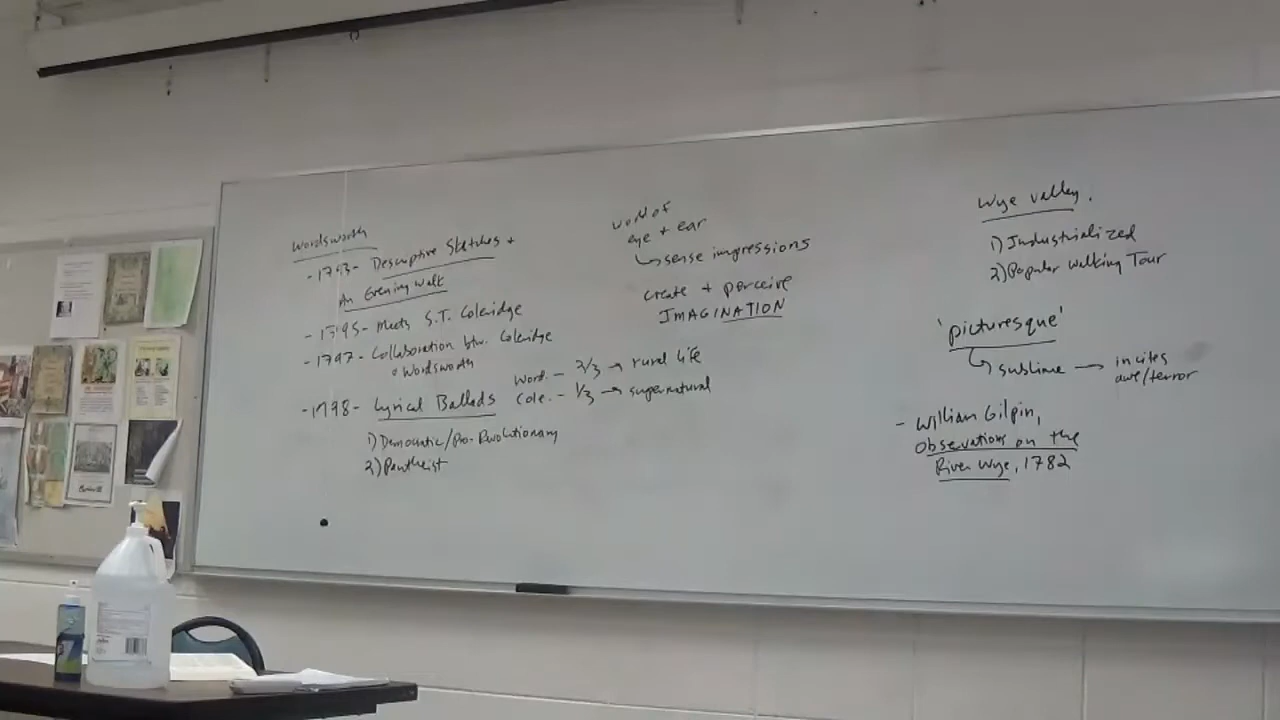 Wordsworth
- 1793 - Descriptive Sketches +
An Evening Walk
- 1795 - Meets S.T. Coleridge
- 1797 - Collaboration btw. Coleridge
+ Wordsworth
- 1798 - Lyrical Ballads
Word. - 2/3 → rural life
Cole. - 1/3 → supernatural
1) Democratic/Pro-Revolutionary
2) Pantheist
world of
eye + ear
↳ sense impressions
create + perceive
IMAGINATION
Wye Valley.
1) Industrialized
2) Popular Walking Tour
'picturesque'
↳ sublime → incites
awe/terror
- William Gilpin,
Observations on the
River Wye, 1782